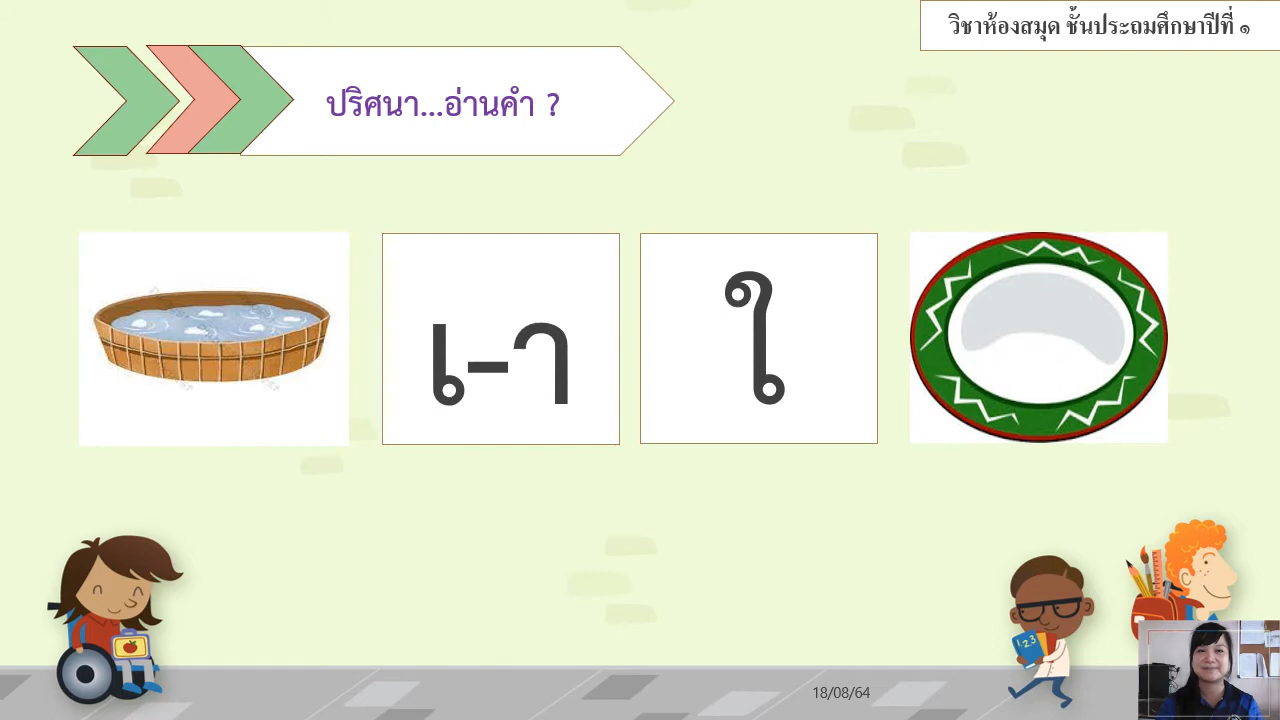 วิชาห้องสมุด ชั้นประถมศึกษาปีที่ ๑
ปริศนา...อ่านคำ ?
เ-า
ใ
123
18/08/64